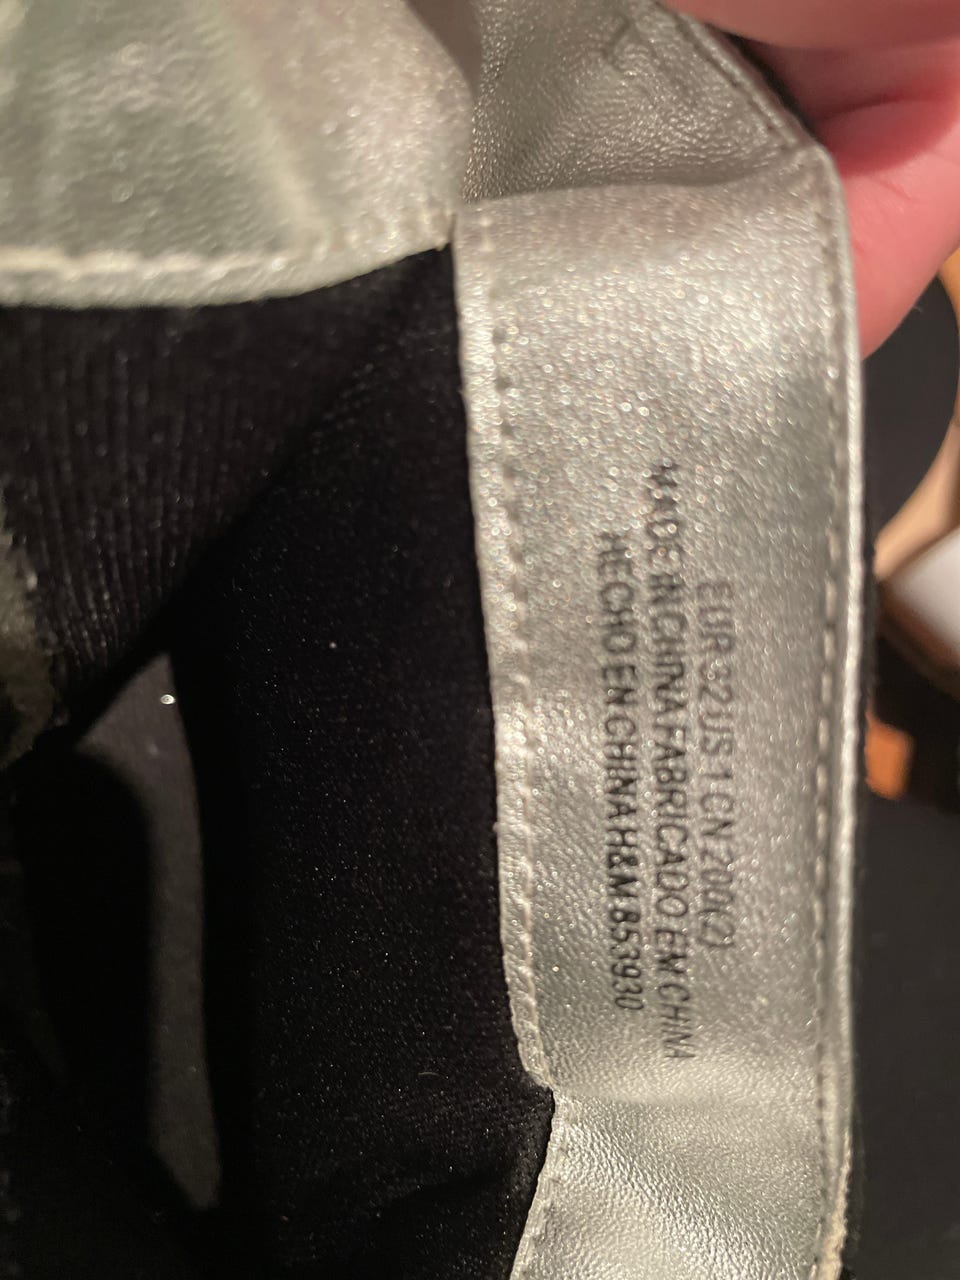 EUR 32 US 1 CN 200(2)
MADE IN CHINA FABRICADO EM CHINA
HECHO EN CHINA H&M 853930